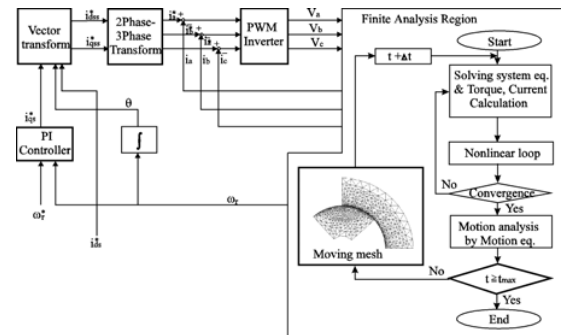 i*dss
i*qss
Vector
transform
2Phase-
3Phase
Transform
i*a + i*b + i*c +
ia ib ic
PWM
Inverter
Va
Vb
Vc
θ
∫
i*qs
PI
Controller
ω*r
i*ds
ωr
Finite Analysis Region
Start
t +Δt
Solving system eq.
& Torque, Current
Calculation
Nonlinear loop
No
Convergence
Yes
Motion analysis
by Motion eq.
Moving mesh
No
t ≧ tmax
Yes
End